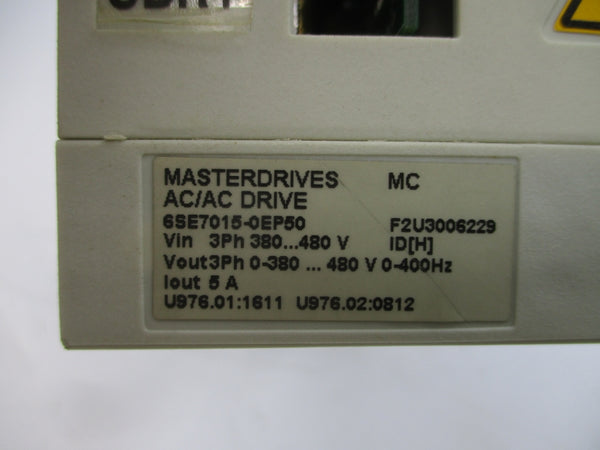 MASTERDRIVES MC
AC/AC DRIVE
6SE7015-0EP50 F2U3006229
Vin 3Ph 380...480 V ID[H]
Vout3Ph 0-380 ... 480 V 0-400Hz
Iout 5 A
U976.01:1611 U976.02:0812